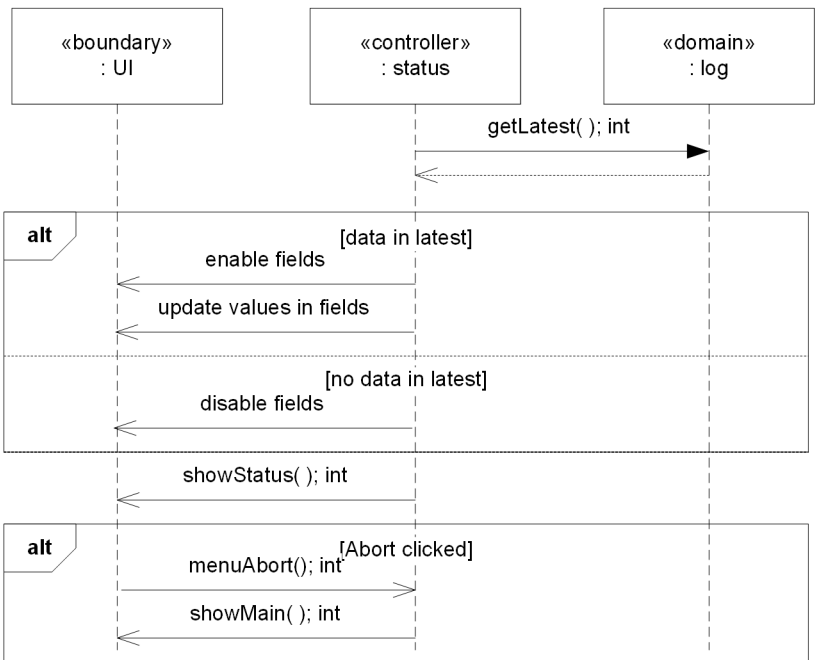 «boundary»
: UI
«controller»
: status
«domain»
: log
getLatest( ); int
alt
[data in latest]
enable fields
update values in fields
[no data in latest]
disable fields
showStatus( ); int
alt
[Abort clicked]
menuAbort(); int
showMain( ); int